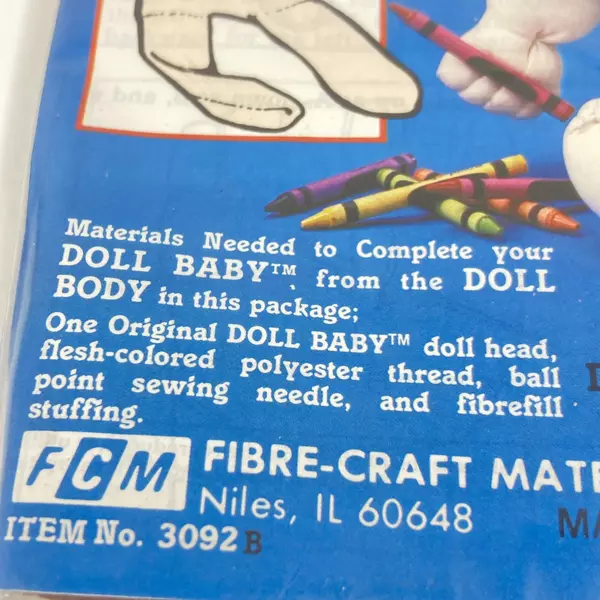 Materials Needed to Complete your
DOLL BABY™ from the DOLL
BODY in this package;
One Original DOLL BABY™ doll head,
flesh-colored polyester thread, ball
point sewing needle, and fibrefill
stuffing.
FCM FIBRE-CRAFT MATE
Niles, IL 60648 MA
ITEM No. 3092 B